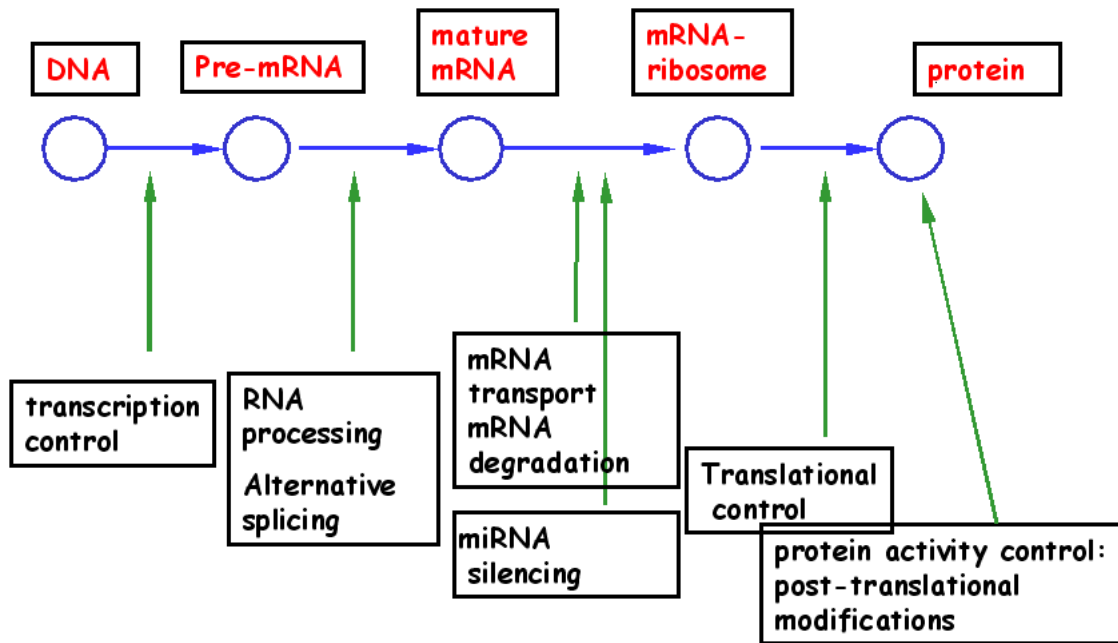 DNA
Pre-mRNA
mature
mRNA
mRNA-
ribosome
protein
transcription
control
RNA
processing
Alternative
splicing
mRNA
transport
mRNA
degradation
miRNA
silencing
Translational
control
protein activity control:
post-translational
modifications